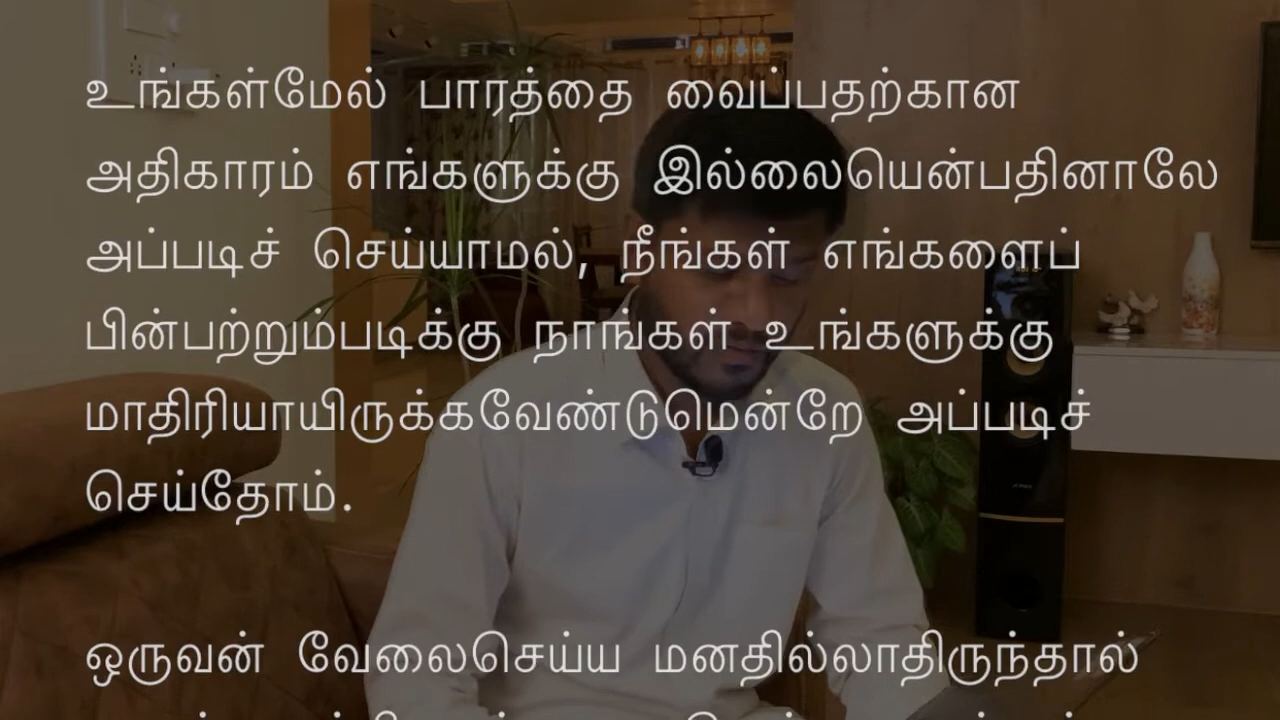 உங்கள்மேல் பாரத்தை வைப்பதற்கான
அதிகாரம் எங்களுக்கு இல்லையென்பதினாலே
அப்படிச் செய்யாமல், நீங்கள் எங்களைப்
பின்பற்றும்படிக்கு நாங்கள் உங்களுக்கு
மாதிரியாயிருக்கவேண்டுமென்றே அப்படிச்
செய்தோம்.
ஒருவன் வேலைசெய்ய மனதில்லாதிருந்தால்